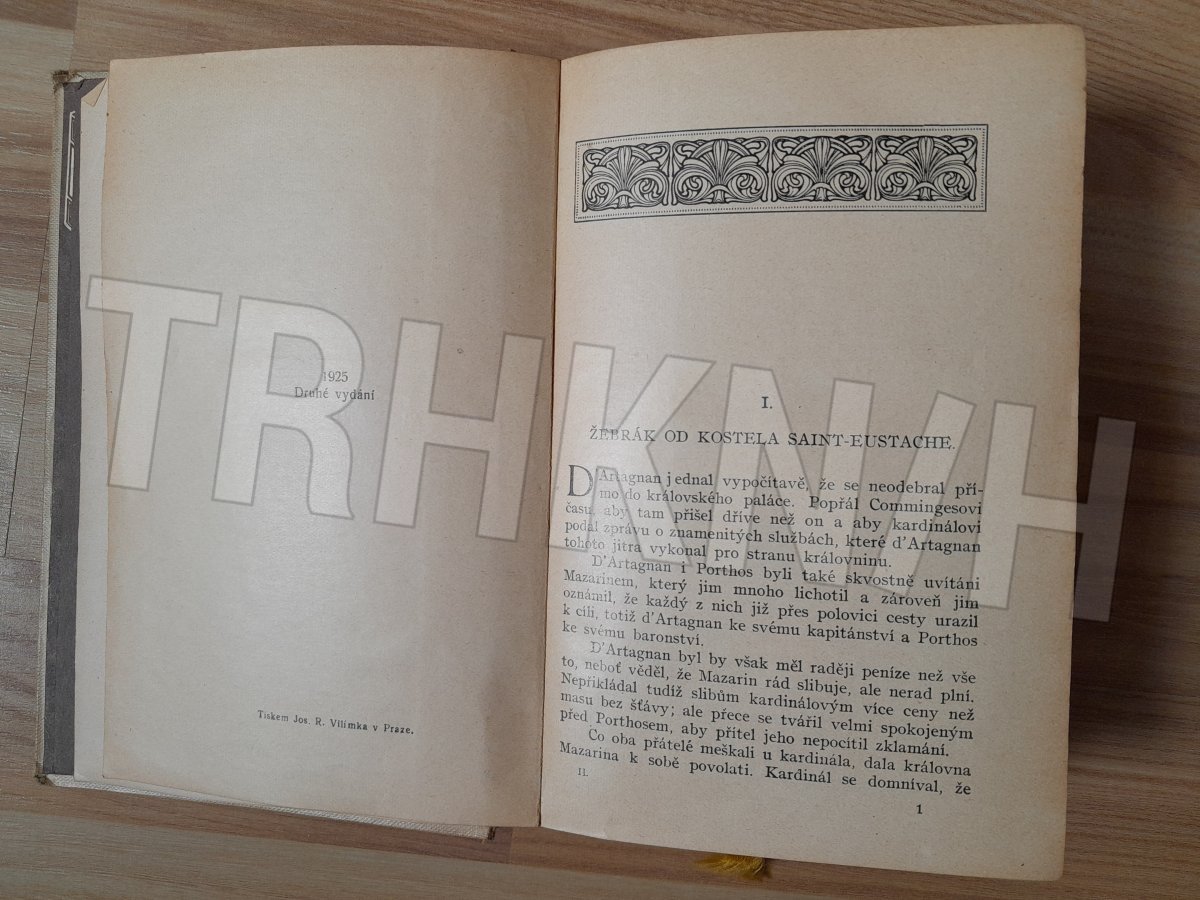 1925
Druhé vydání
Tiskem Jos. R. Vilímka v Praze.
I.
ŽEBRÁK OD KOSTELA SAINT-EUSTACHE.
D'Artagnan jednal vypočítavě, že se neodebral pří-
mo do královského paláce. Popřál Commingesovi
času, aby tam přišel dříve než on a aby kardinálovi
podal zprávu o znamenitých službách, které d'Artagnan
tohoto jitra vykonal pro stranu královninu.
D'Artagnan i Porthos byli také skvostně uvítáni
Mazarinem, který jim mnoho lichotil a zároveň jim
oznámil, že každý z nich již přes polovici cesty urazil
k cíli, totiž d'Artagnan ke svému kapitánství a Porthos
ke svému baronství.
D'Artagnan byl by však měl raději peníze než vše
to, neboť věděl, že Mazarin rád slibuje, ale nerad plní.
Nepřikládal tudíž slibům kardinálovým více ceny než
masu bez šťávy; ale přece se tvářil velmi spokojeným
před Porthosem, aby přítel jeho nepocítil zklamání.
Co oba přátelé meškali u kardinála, dala královna
Mazarina k sobě povolati. Kardinál se domníval, že
II.
1
TRHKNIH